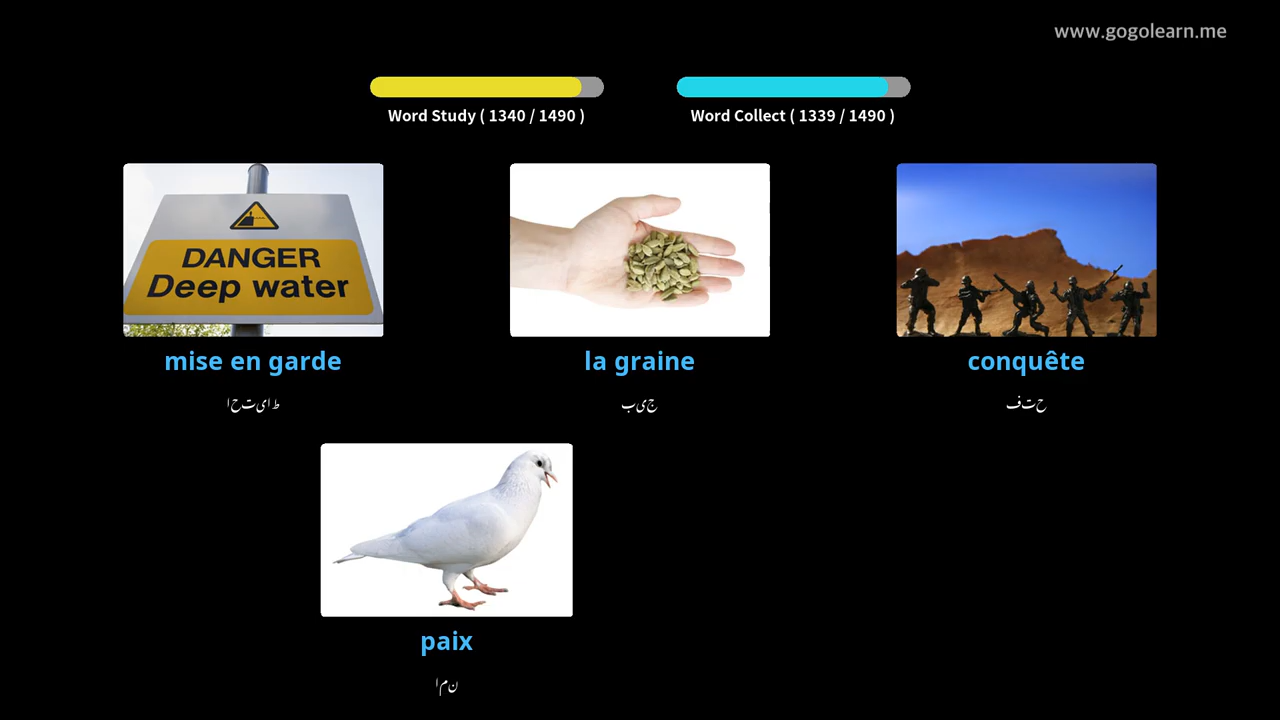 www.gogolearn.me
Word Study ( 1340 / 1490 )
Word Collect ( 1339 / 1490 )
DANGER
Deep water
mise en garde
احتیاط
la graine
بیج
conquête
فتح
paix
امن